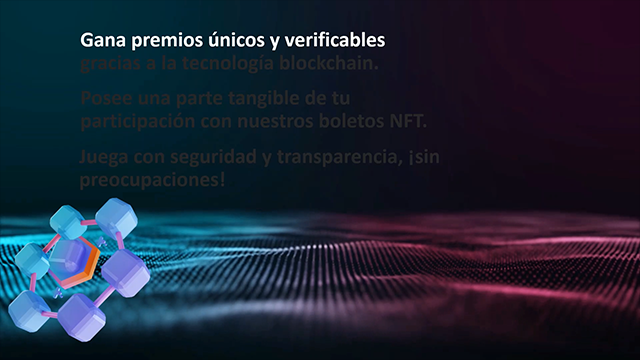 Gana premios únicos y verificables
gracias a la tecnología blockchain.
Posee una parte tangible de tu
participación con nuestros boletos NFT.
Juega con seguridad y transparencia, ¡sin
preocupaciones!